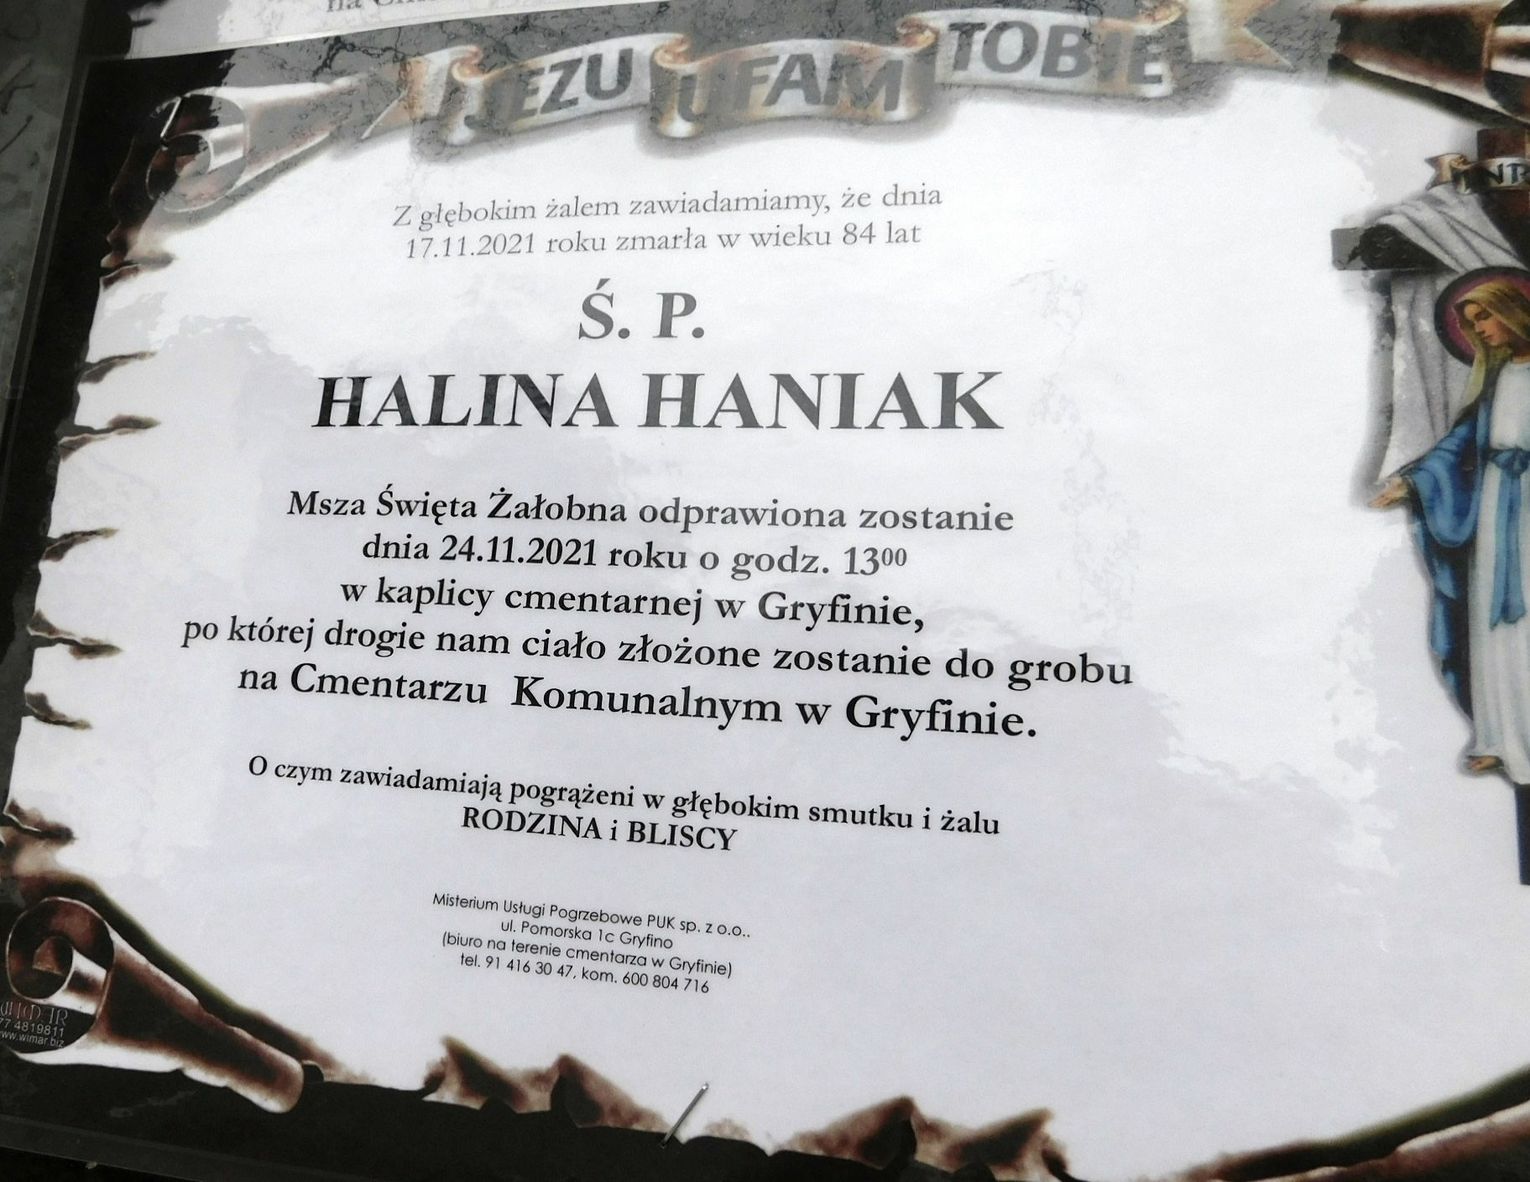 na
JEZU UFAM TOBIE
INR
Z głębokim żalem zawiadamiamy, że dnia
17.11.2021 roku zmarła w wieku 84 lat
Ś. P.
HALINA HANIAK
Msza Święta Żałobna odprawiona zostanie
dnia 24.11.2021 roku o godz. 13⁰⁰
w kaplicy cmentarnej w Gryfinie,
po której drogie nam ciało złożone zostanie do grobu
na Cmentarzu Komunalnym w Gryfinie.
O czym zawiadamiają pogrążeni w głębokim smutku i żalu
RODZINA i BLISCY
Misterium Usługi Pogrzebowe PUK sp. z o.o..
ul. Pomorska 1c Gryfino
(biuro na terenie cmentarza w Gryfinie)
tel. 91 416 30 47, kom. 600 804 716
77 4819811
www.wimar.biz